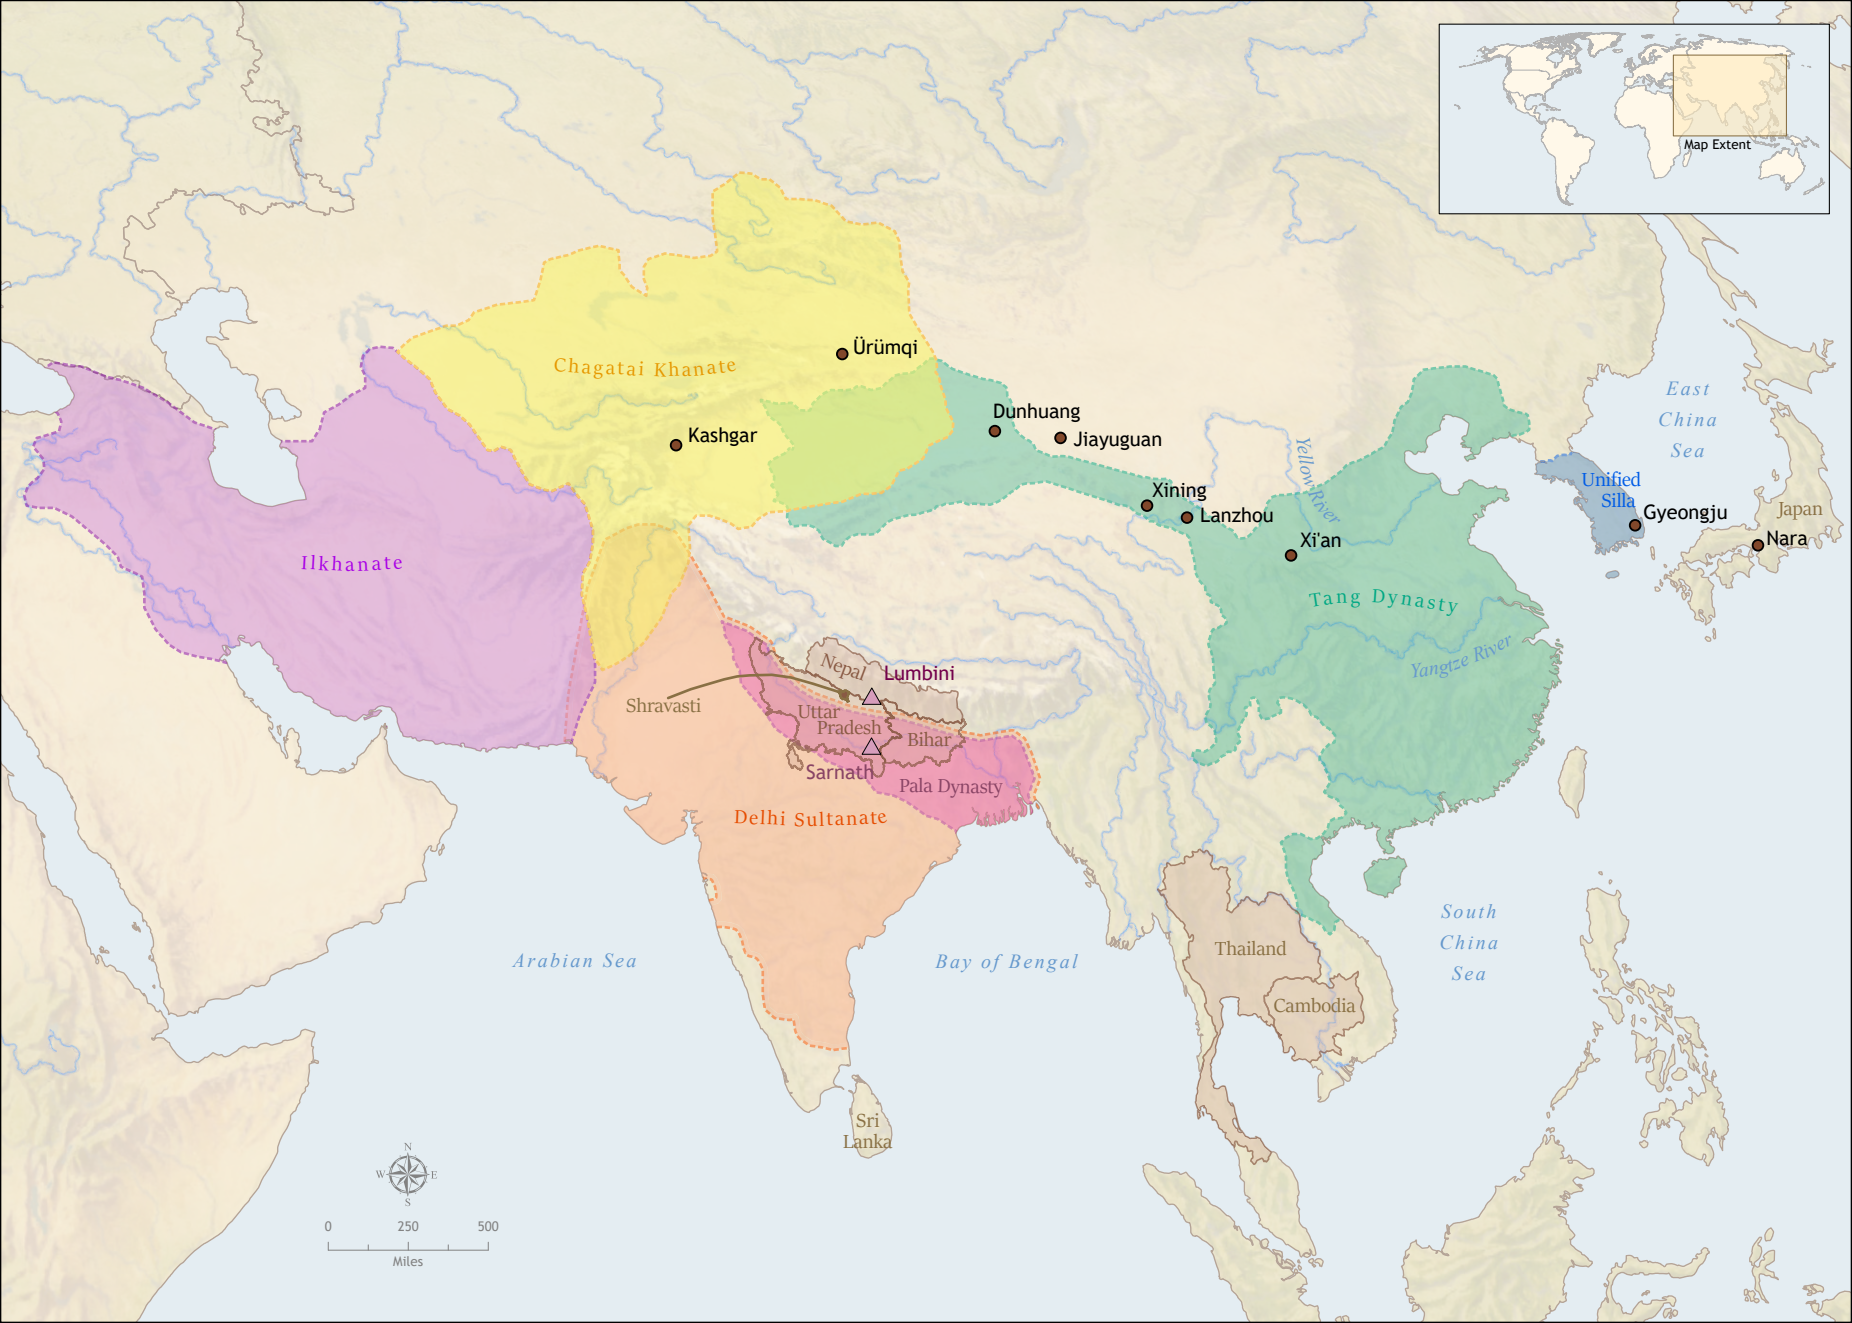 Map Extent
Ürümqi
Chagatai Khanate
East
China
Sea
Dunhuang
Jiayuguan
Kashgar
Yellow River
Xining
Lanzhou
Unified
Silla
Gyeongju
Japan
Nara
Xi'an
Ilkhanate
Tang Dynasty
Yangtze River
Nepal
Lumbini
Shravasti
Uttar
Pradesh
Bihar
Sarnath
Pala Dynasty
Delhi Sultanate
South
China
Sea
Thailand
Arabian Sea
Bay of Bengal
Cambodia
Sri
Lanka
N
W
E
S
0 250 500
Miles